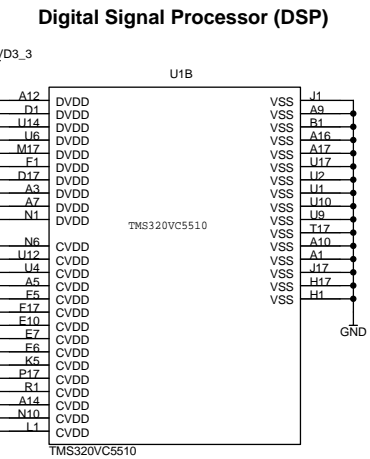 Digital Signal Processor (DSP)
VD3_3
U1B
A12 DVDD VSS J1
D1 DVDD VSS A9
U14 DVDD VSS B1
U6 DVDD VSS A16
M17 DVDD VSS A17
F1 DVDD VSS U17
D17 DVDD VSS U2
A3 DVDD VSS U1
A7 DVDD VSS U10
N1 DVDD VSS U9
TMS320VC5510
VSS T17
N6 CVDD VSS A10
U12 CVDD VSS A1
U4 CVDD VSS J17
A5 CVDD VSS H17
F5 CVDD VSS H1
F17 CVDD
E10 CVDD
E7 CVDD
GND
E6 CVDD
K5 CVDD
P17 CVDD
R1 CVDD
A14 CVDD
N10 CVDD
L1 CVDD
TMS320VC5510